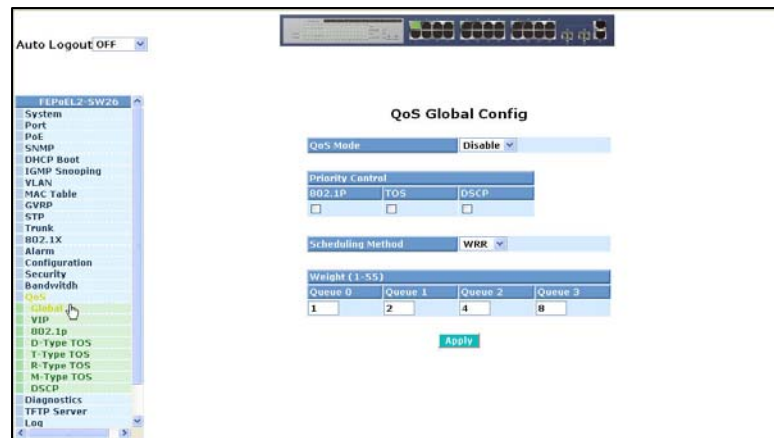 Auto Logout OFF
FEPoEL2-SW26
System
Port
PoE
SNMP
DHCP Boot
IGMP Snooping
VLAN
MAC Table
GVRP
STP
Trunk
802.1X
Alarm
Configuration
Security
Bandwitdh
QoS
Global
VIP
802.1p
D-Type TOS
T-Type TOS
R-Type TOS
M-Type TOS
DSCP
Diagnostics
TFTP Server
Log
QoS Global Config
QoS Mode Disable
Priority Control
802.1P TOS DSCP
Scheduling Method WRR
Weight (1-55)
Queue 0 Queue 1 Queue 2 Queue 3
1 2 4 8
Apply